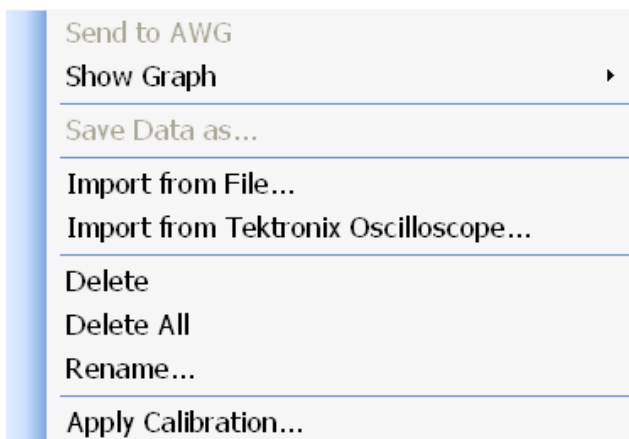 Send to AWG
Show Graph
Save Data as...
Import from File...
Import from Tektronix Oscilloscope...
Delete
Delete All
Rename...
Apply Calibration...